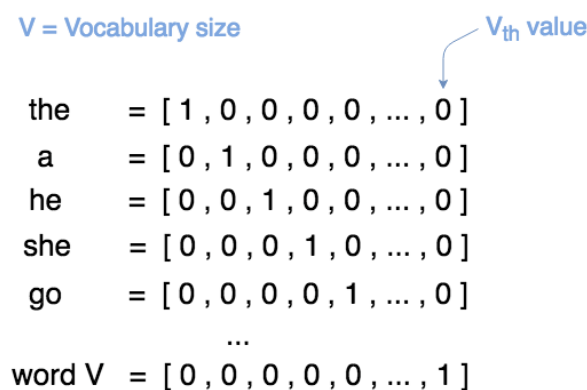 V = Vocabulary size
Vth value
the = [ 1 , 0 , 0 , 0 , 0 , ... , 0 ]
a = [ 0 , 1 , 0 , 0 , 0 , ... , 0 ]
he = [ 0 , 0 , 1 , 0 , 0 , ... , 0 ]
she = [ 0 , 0 , 0 , 1 , 0 , ... , 0 ]
go = [ 0 , 0 , 0 , 0 , 1 , ... , 0 ]
...
word V = [ 0 , 0 , 0 , 0 , 0 , ... , 1 ]